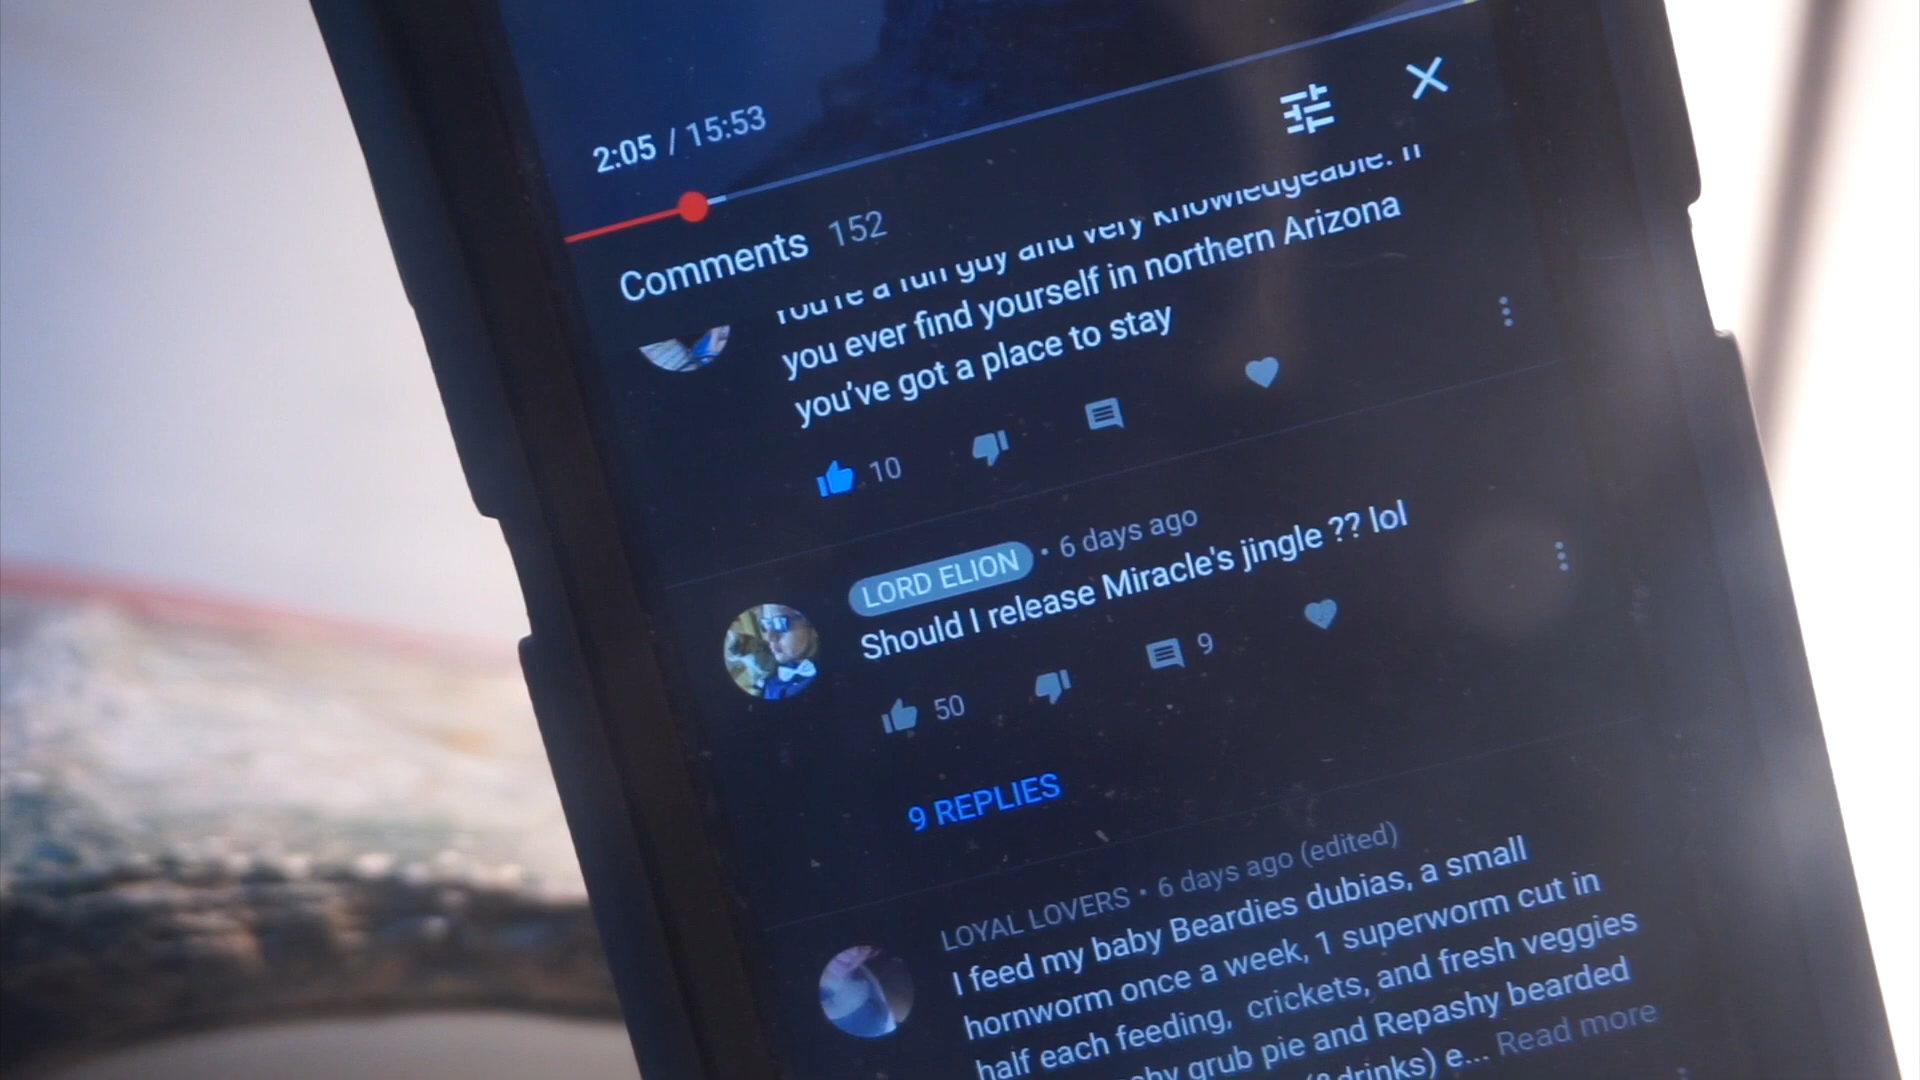 2:05 / 15:53
Comments 152
You're a fun guy and very knowledgeable. If
you ever find yourself in northern Arizona
you've got a place to stay
10
LORD ELION • 6 days ago
Should I release Miracle's jingle ?? lol
50 9
9 REPLIES
LOYAL LOVERS • 6 days ago (edited)
I feed my baby Beardies dubias, a small
hornworm once a week, 1 superworm cut in
half each feeding, crickets, and fresh veggies
grub pie and Repashy bearded
drinks) e... Read more